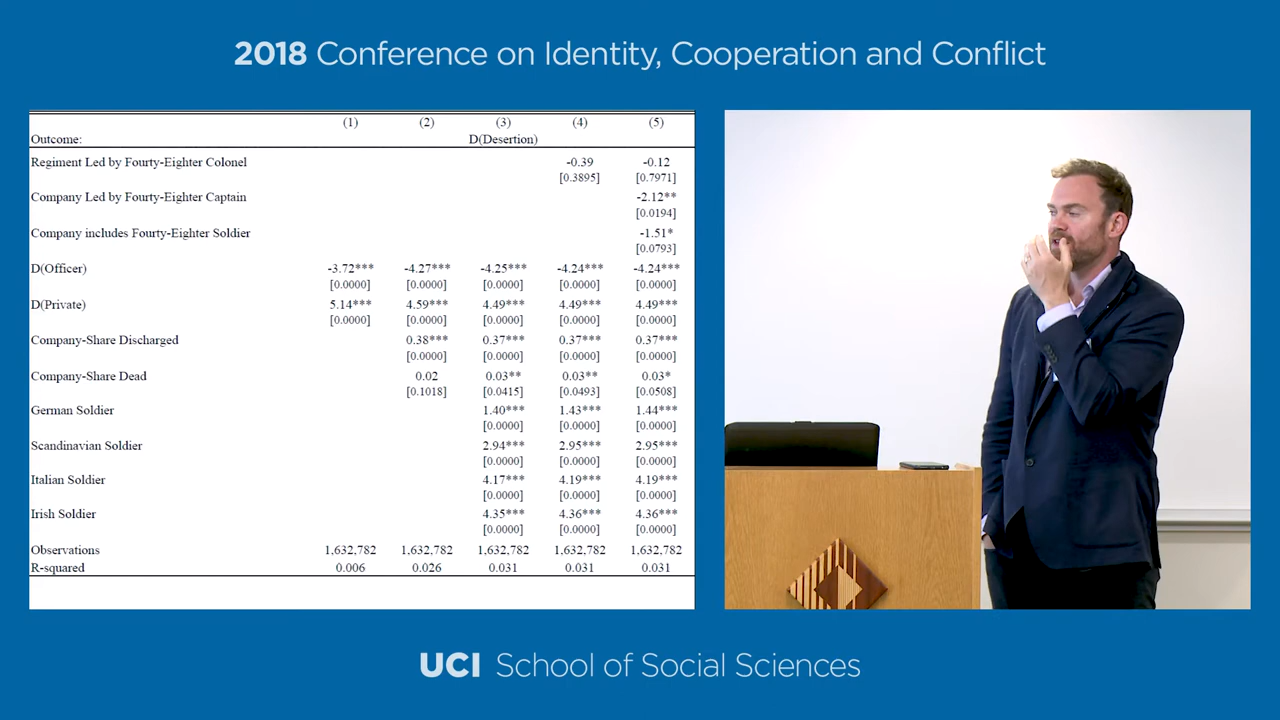 2018 Conference on Identity, Cooperation and Conflict
(1) (2) (3) (4) (5)
Outcome: D(Desertion)
Regiment Led by Fourty-Eighter Colonel -0.39 -0.12
[0.3895] [0.7971]
Company Led by Fourty-Eighter Captain -2.12**
[0.0194]
Company includes Fourty-Eighter Soldier -1.51*
[0.0793]
D(Officer) -3.72*** -4.27*** -4.25*** -4.24*** -4.24***
[0.0000] [0.0000] [0.0000] [0.0000] [0.0000]
D(Private) 5.14*** 4.59*** 4.49*** 4.49*** 4.49***
[0.0000] [0.0000] [0.0000] [0.0000] [0.0000]
Company-Share Discharged 0.38*** 0.37*** 0.37*** 0.37***
[0.0000] [0.0000] [0.0000] [0.0000]
Company-Share Dead 0.02 0.03** 0.03** 0.03*
[0.1018] [0.0415] [0.0493] [0.0508]
German Soldier 1.40*** 1.43*** 1.44***
[0.0000] [0.0000] [0.0000]
Scandinavian Soldier 2.94*** 2.95*** 2.95***
[0.0000] [0.0000] [0.0000]
Italian Soldier 4.17*** 4.19*** 4.19***
[0.0000] [0.0000] [0.0000]
Irish Soldier 4.35*** 4.36*** 4.36***
[0.0000] [0.0000] [0.0000]
Observations 1,632,782 1,632,782 1,632,782 1,632,782 1,632,782
R-squared 0.006 0.026 0.031 0.031 0.031
UCI School of Social Sciences